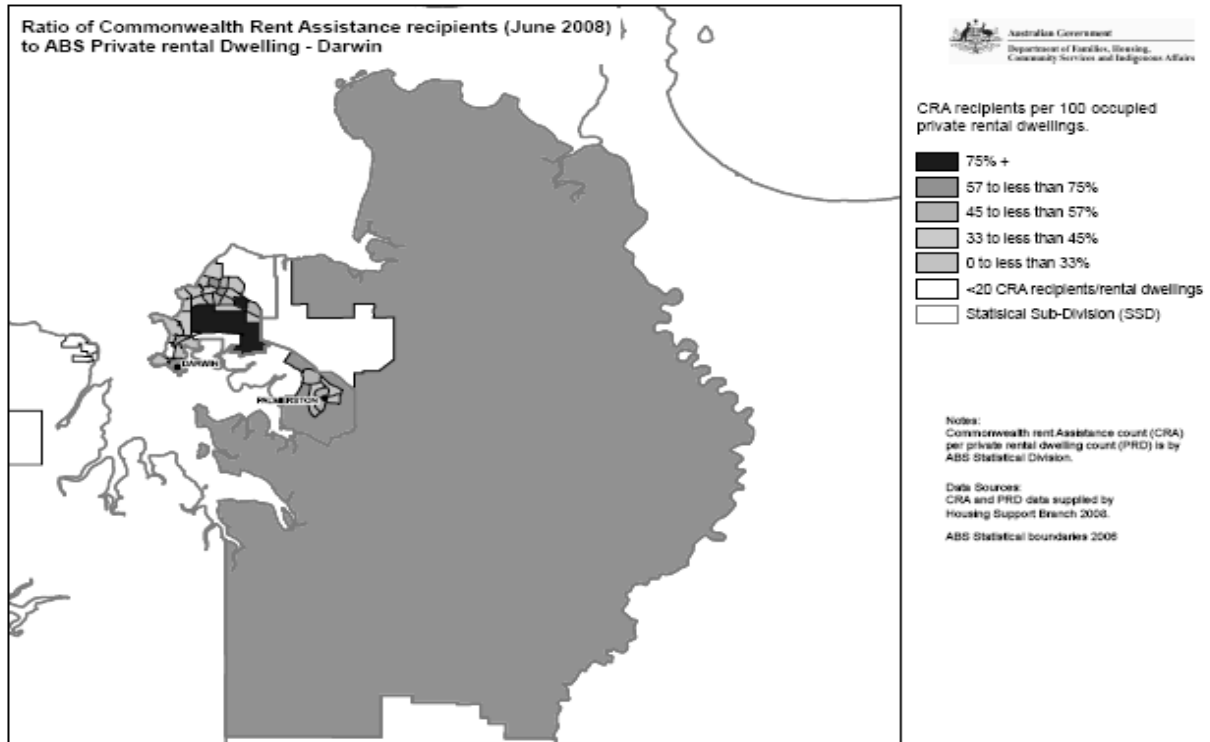 Ratio of Commonwealth Rent Assistance recipients (June 2008)
to ABS Private rental Dwelling - Darwin
Australian Government
Department of Families, Housing,
Community Services and Indigenous Affairs
CRA recipients per 100 occupied
private rental dwellings.
75% +
57 to less than 75%
45 to less than 57%
33 to less than 45%
0 to less than 33%
<20 CRA recipients/rental dwellings
Statisical Sub-Division (SSD)
DARWIN
PALMERSTON
Notes:
Commonwealth rent Assistance count (CRA)
per private rental dwelling count (PRD) is by
ABS Statistical Division.
Data Sources:
CRA and PRD data supplied by
Housing Support Branch 2008.
ABS Statistical boundaries 2006